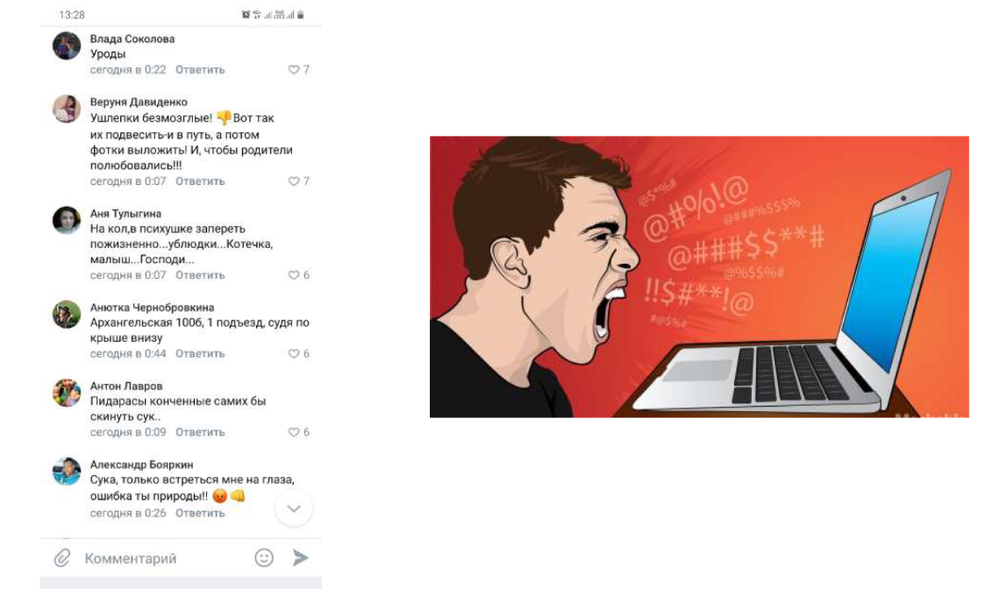 13:28
Влада Соколова
Уроды
сегодня в 0:22 Ответить 7
Веруня Давиденко
Ушлепки безмозглые! 👎Вот так
их подвесить-и в путь, а потом
фотки выложить! И, чтобы родители
полюбовались!!!
сегодня в 0:07 Ответить 7
Аня Тулыгина
На кол,в психушке запереть
пожизненно...ублюдки...Котечка,
малыш...Господи...
сегодня в 0:07 Ответить 6
Анютка Чернобровкина
Архангельская 100б, 1 подъезд, судя по
крыше внизу
сегодня в 0:44 Ответить 6
Антон Лавров
Пидарасы конченные самих бы
скинуть сук..
сегодня в 0:09 Ответить 6
Александр Бояркин
Сука, только встреться мне на глаза,
ошибка ты природы!! 😡👊
сегодня в 0:26 Ответить
Комментарий
@$*%#
@#%!@
@###%$$$%
@###$$**#
@%$$%#
!!$#**!@
#@$%#